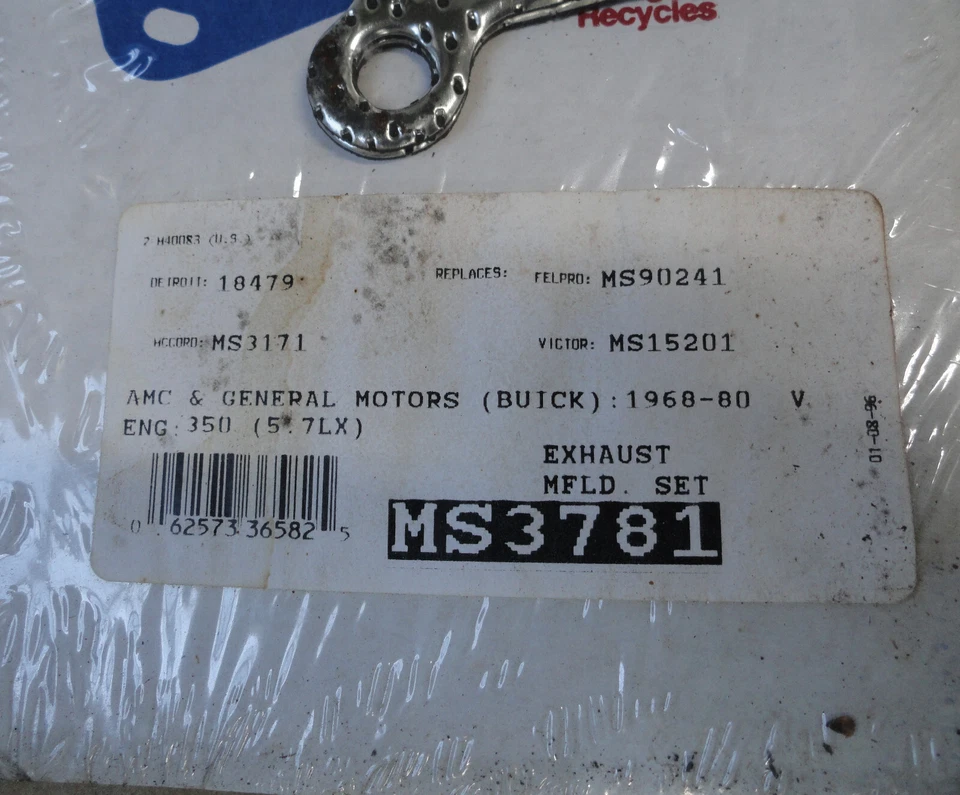 Recycles
2 H40083 (U.S.)
DETROIT: 18479 REPLACES: FELPRO: MS90241
MCCORD: MS3171 VICTOR: MS15201
AMC & GENERAL MOTORS (BUICK):1968-80 V
ENG:350 (5.7LX)
EXHAUST
MFLD. SET
MS3781
0 62573 36582 5